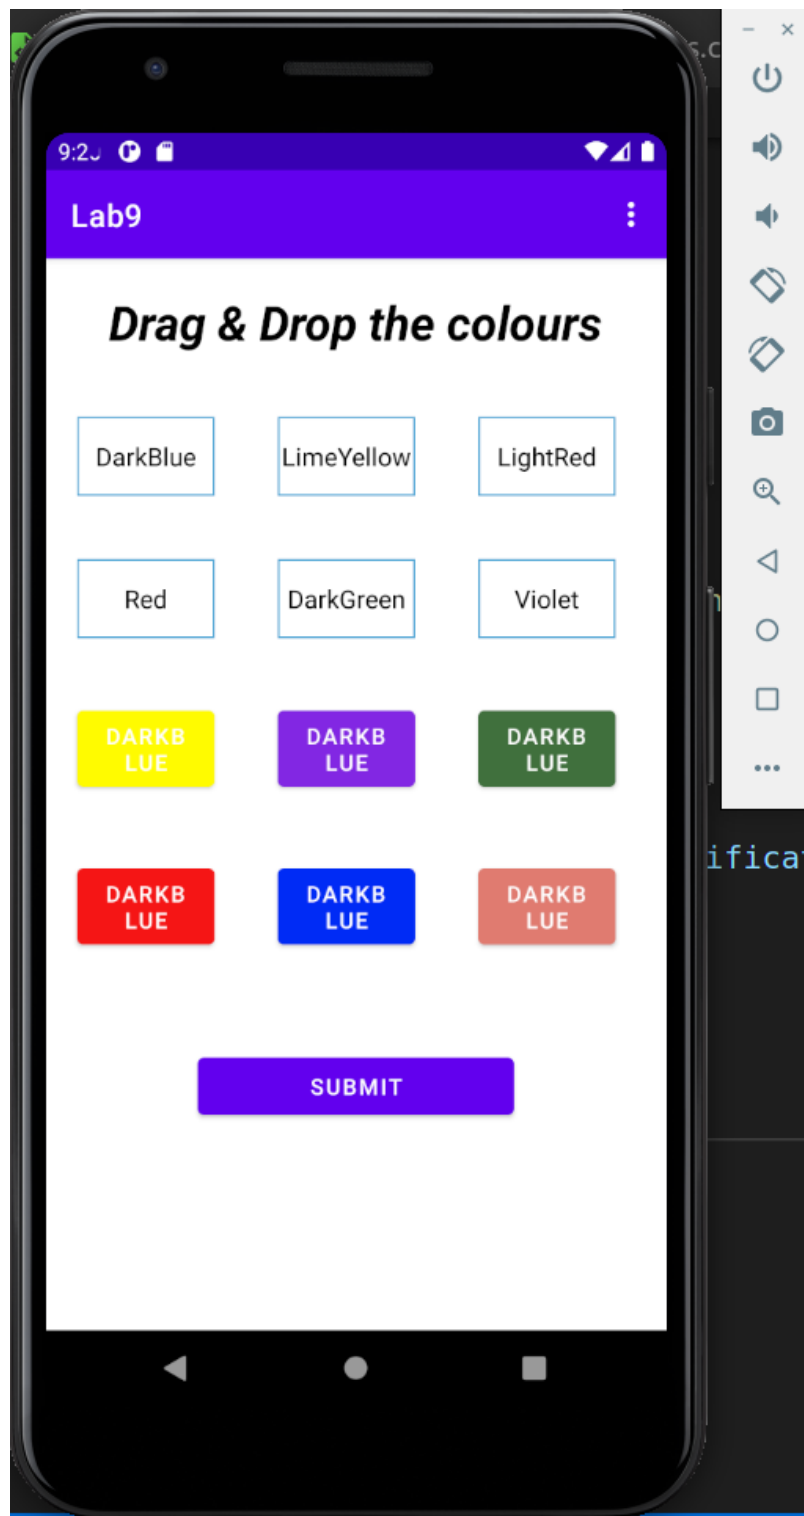 Lab9
Drag & Drop the colours
DarkBlue LimeYellow LightRed
Red DarkGreen Violet
DARKB DARKB DARKB
LUE LUE LUE
DARKB DARKB DARKB
LUE LUE LUE
SUBMIT
ifica